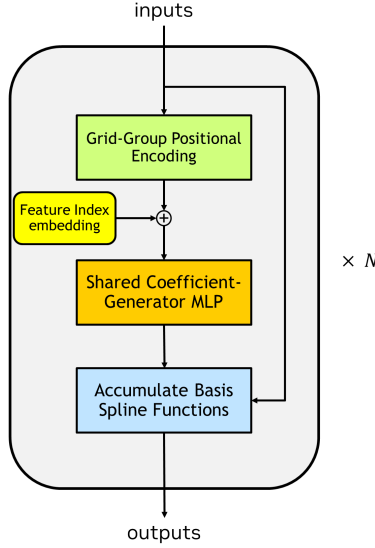 inputs
Grid-Group Positional
Encoding
Feature Index
embedding
+
Shared Coefficient-
Generator MLP
× N
Accumulate Basis
Spline Functions
outputs